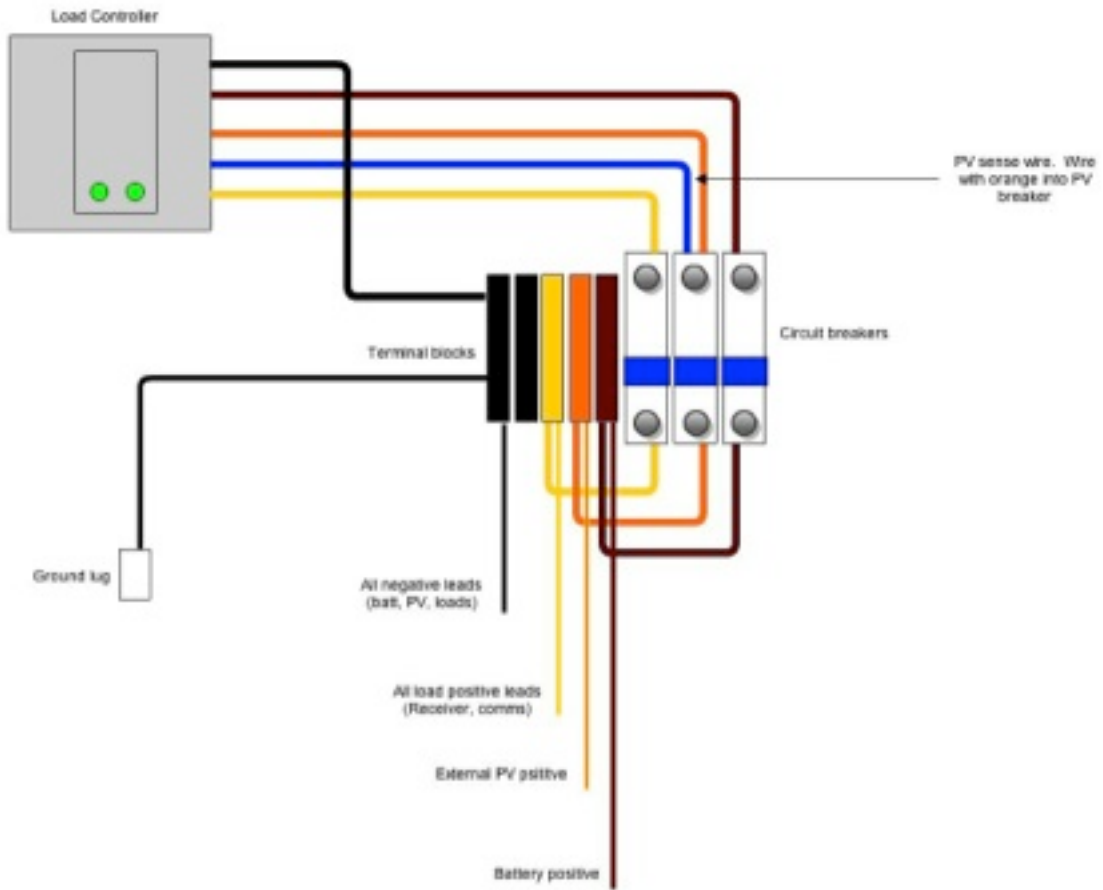 Load Controller
PV sense wire. Wire
with orange into PV
breaker
Circuit breakers
Terminal blocks
Ground lug
All negative leads
(batt, PV, loads)
All load positive leads
(Receiver, comms)
External PV psititve
Battery positive